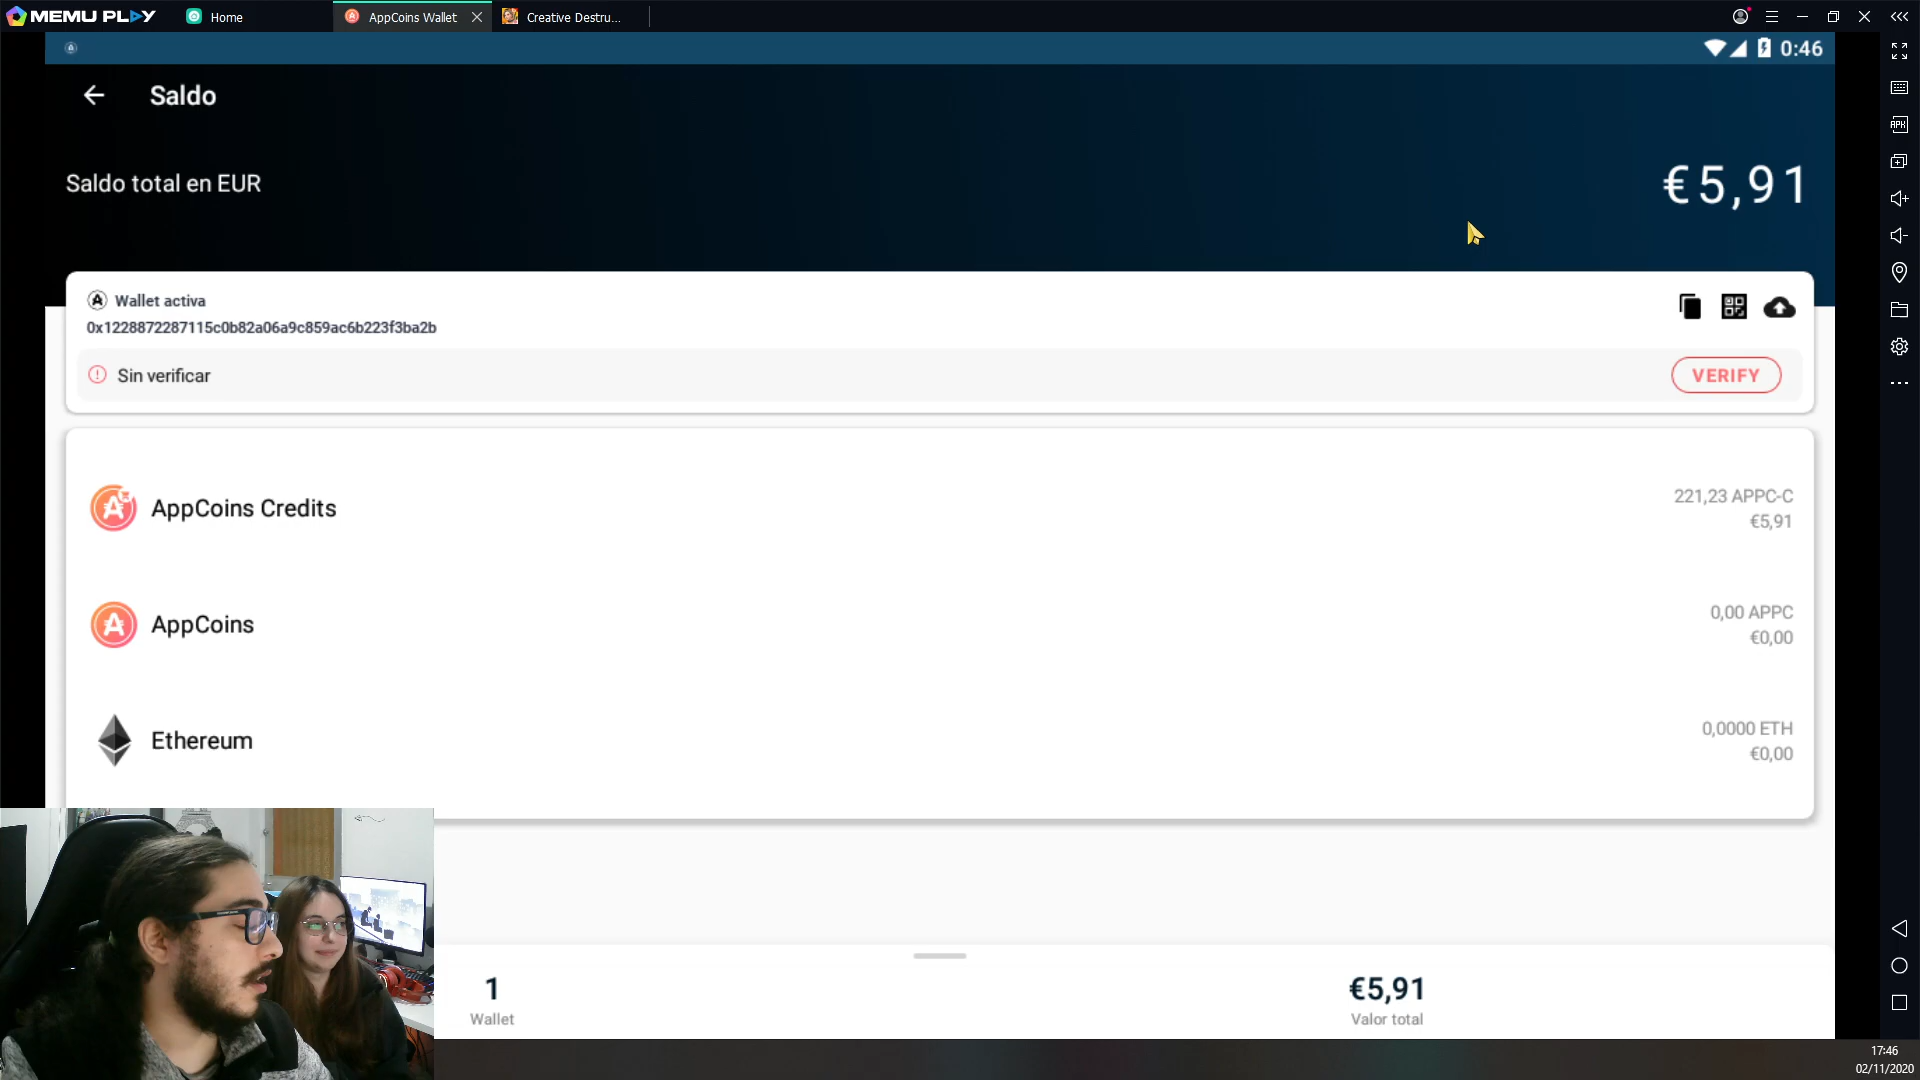 MEMU PLAY
Home
AppCoins Wallet
Creative Destru...
0:46
Saldo
Saldo total en EUR
€5,91
Wallet activa
0x1228872287115c0b82a06a9c859ac6b223f3ba2b
Sin verificar
VERIFY
AppCoins Credits
221,23 APPC-C
€5,91
AppCoins
0,00 APPC
€0,00
Ethereum
0,0000 ETH
€0,00
1
Wallet
€5,91
Valor total
APK
17:46
02/11/2020